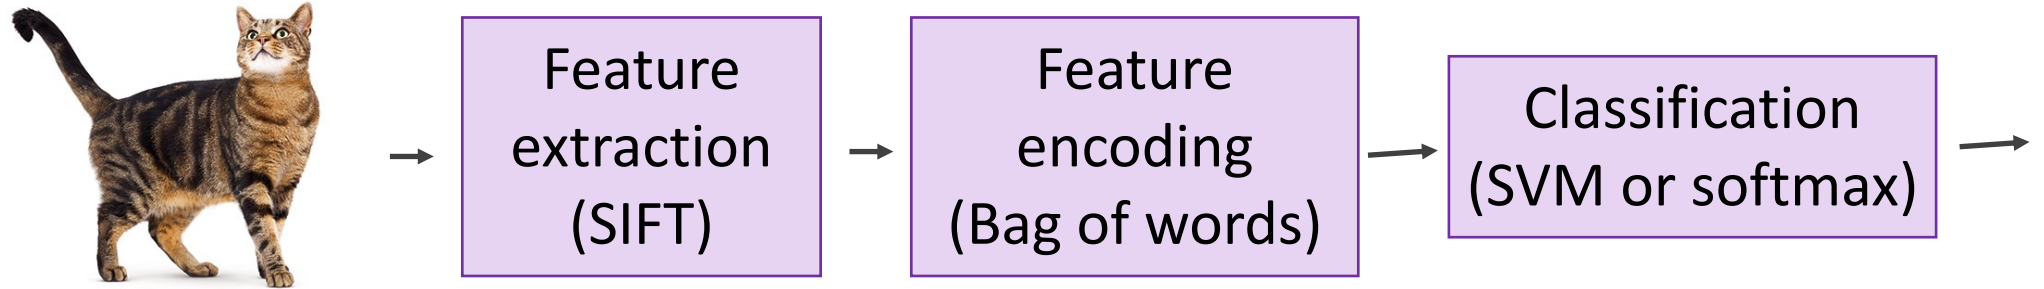 Feature
extraction
(SIFT)
Feature
encoding
(Bag of words)
Classification
(SVM or softmax)